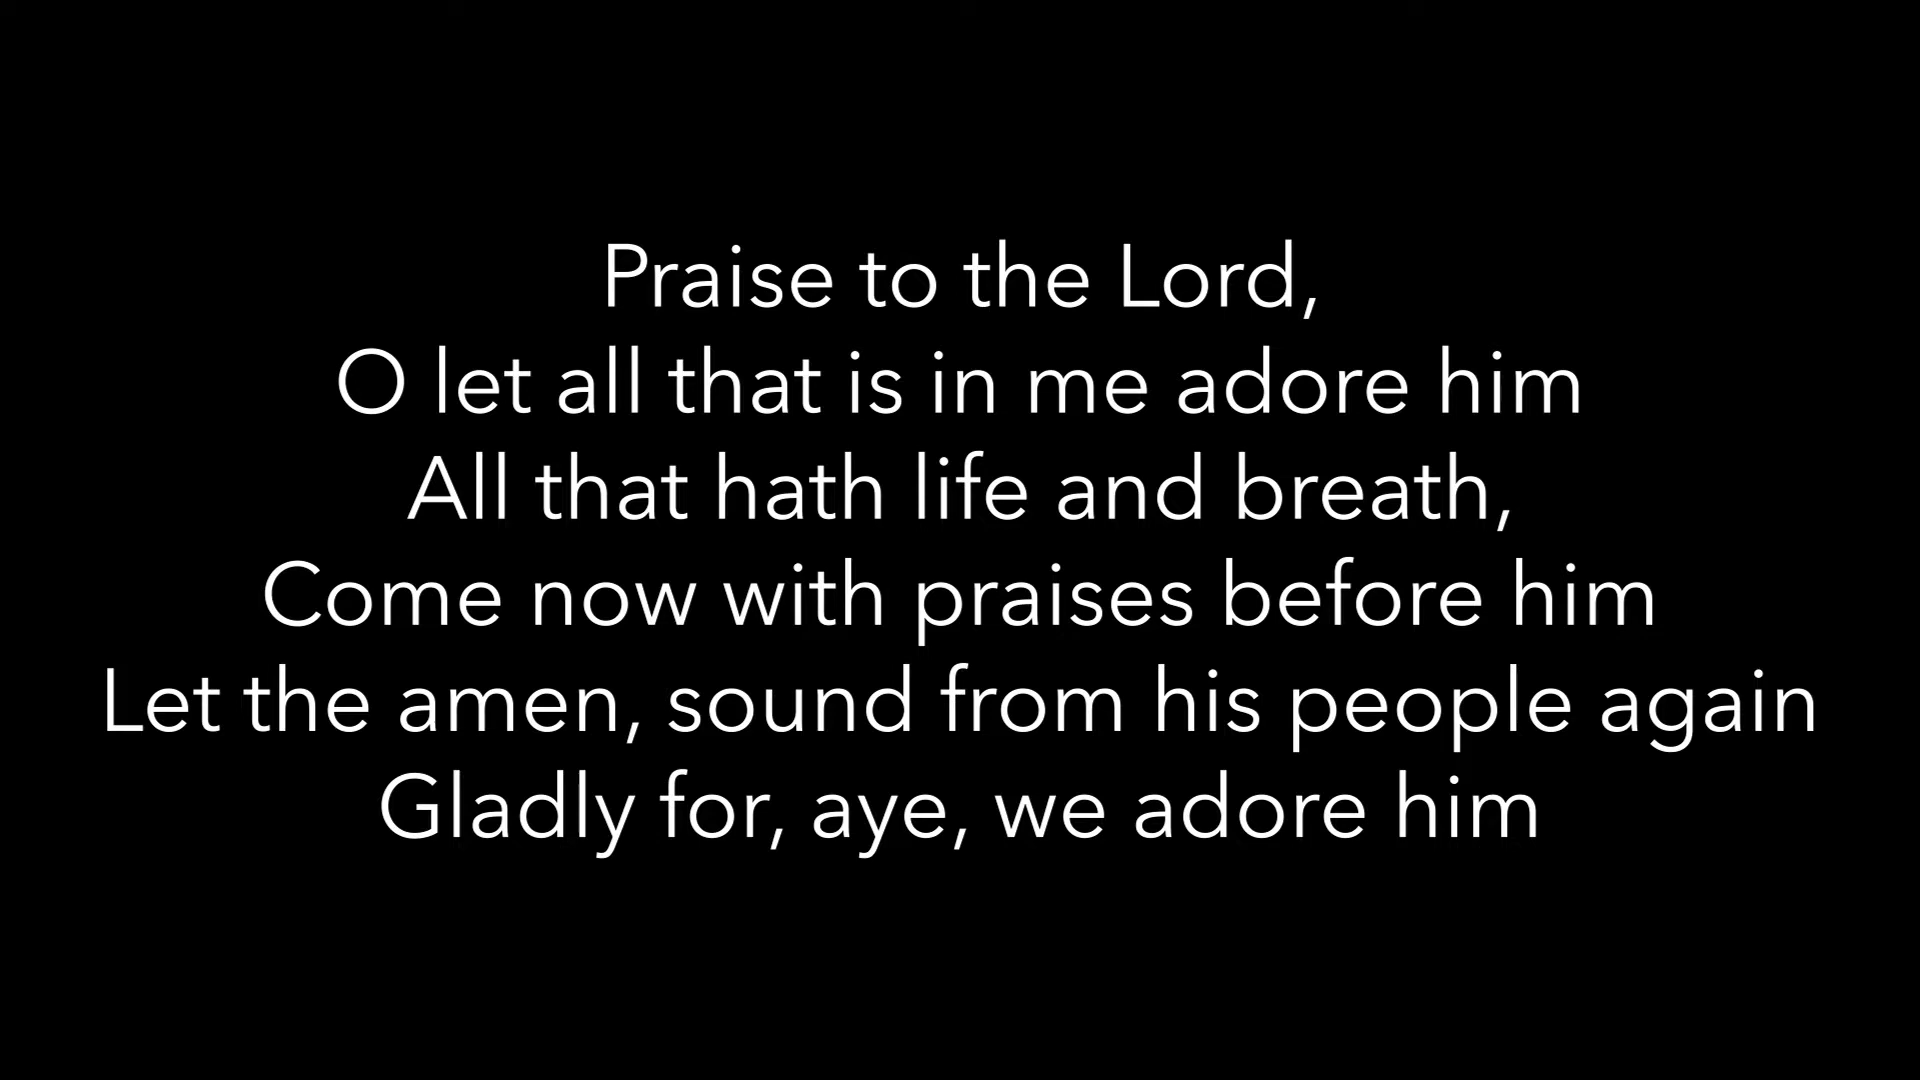 Praise to the Lord,
O let all that is in me adore him
All that hath life and breath,
Come now with praises before him
Let the amen, sound from his people again
Gladly for, aye, we adore him